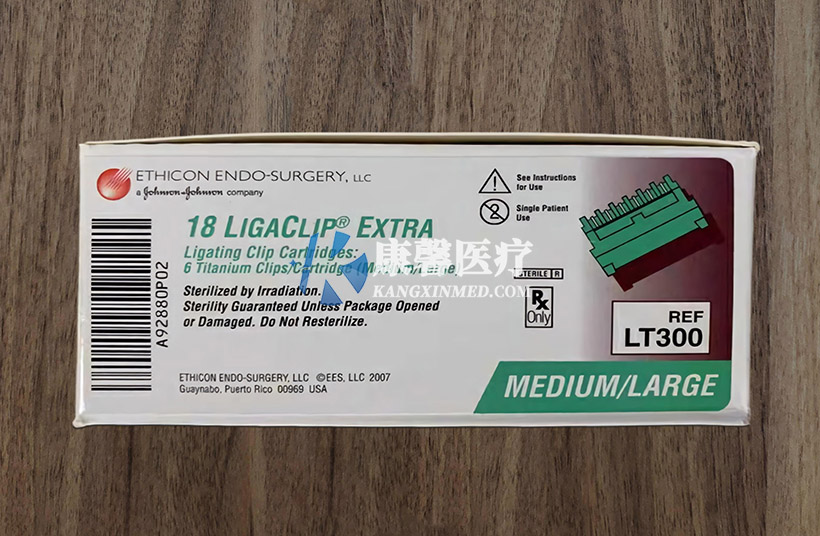 ETHICON ENDO-SURGERY, LLC
a Johnson & Johnson company
18 LIGACLIP® EXTRA
Ligating Clip Cartridges:
6 Titanium Clips/Cartridge (Medium/Large)
Sterilized by Irradiation.
Sterility Guaranteed Unless Package Opened
or Damaged. Do Not Resterilize.
ETHICON ENDO-SURGERY, LLC ©EES, LLC 2007
Guaynabo, Puerto Rico 00969 USA
A92880P02
See Instructions
for Use
2
Single Patient
Use
STERILE R
Rx
Only
REF
LT300
MEDIUM/LARGE
K
康馨医疗
KANGXINMED.COM